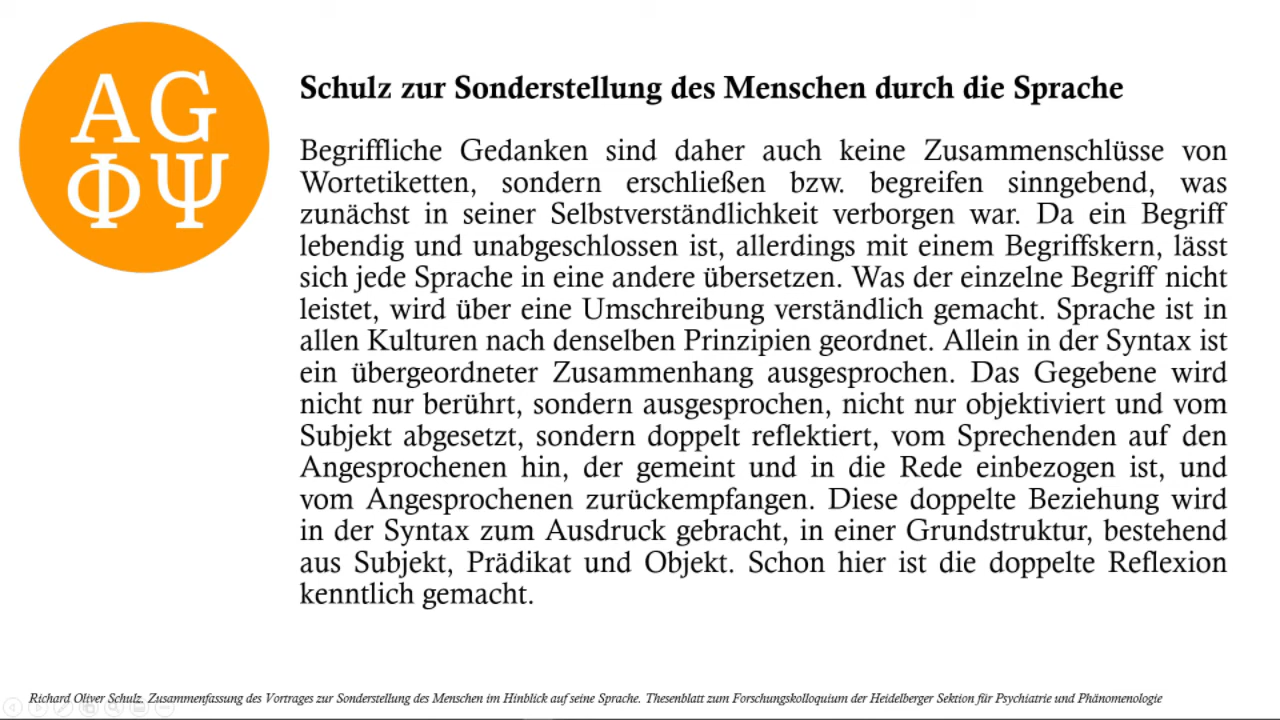 AG
ΦΨ
Schulz zur Sonderstellung des Menschen durch die Sprache
Begriffliche Gedanken sind daher auch keine Zusammenschlüsse von
Wortetiketten, sondern erschließen bzw. begreifen sinngebend, was
zunächst in seiner Selbstverständlichkeit verborgen war. Da ein Begriff
lebendig und unabgeschlossen ist, allerdings mit einem Begriffskern, lässt
sich jede Sprache in eine andere übersetzen. Was der einzelne Begriff nicht
leistet, wird über eine Umschreibung verständlich gemacht. Sprache ist in
allen Kulturen nach denselben Prinzipien geordnet. Allein in der Syntax ist
ein übergeordneter Zusammenhang ausgesprochen. Das Gegebene wird
nicht nur berührt, sondern ausgesprochen, nicht nur objektiviert und vom
Subjekt abgesetzt, sondern doppelt reflektiert, vom Sprechenden auf den
Angesprochenen hin, der gemeint und in die Rede einbezogen ist, und
vom Angesprochenen zurückempfangen. Diese doppelte Beziehung wird
in der Syntax zum Ausdruck gebracht, in einer Grundstruktur, bestehend
aus Subjekt, Prädikat und Objekt. Schon hier ist die doppelte Reflexion
kenntlich gemacht.
Richard Oliver Schulz, Zusammenfassung des Vortrages zur Sonderstellung des Menschen im Hinblick auf seine Sprache. Thesenblatt zum Forschungskolloquium der Heidelberger Sektion für Psychiatrie und Phänomenologie